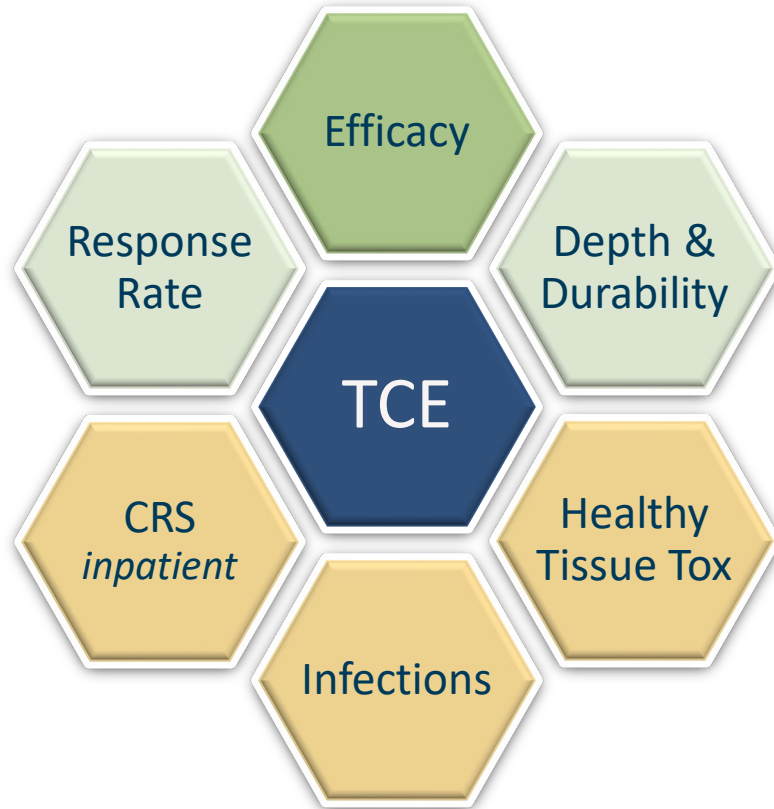 Efficacy
Response
Rate
Depth &
Durability
TCE
CRS
inpatient
Healthy
Tissue Tox
Infections